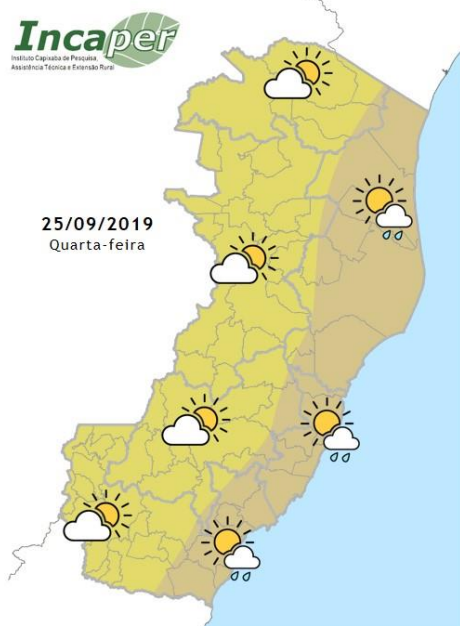 Incaper
Instituto Capixaba de Pesquisa,
Assistência Técnica e Extensão Rural
25/09/2019
Quarta-feira